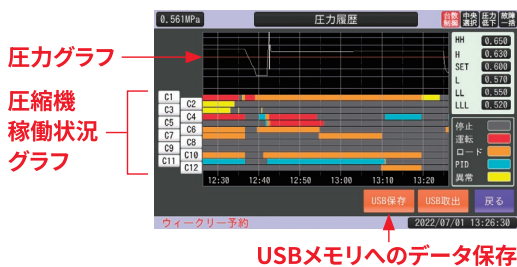 0.561MPa
圧力履歴
台数制御
中央選択
圧力低下
故障一括
圧力グラフ
HH 0.650
H 0.630
SET 0.600
L 0.570
LL 0.550
LLL 0.520
圧縮機
稼働状況
グラフ
C1
C2
C3
C4
C5
C6
C7
C8
C9
C10
C11
C12
停止
運転
ロード
PID
異常
12:30 12:40 12:50 13:00 13:10 13:20
USB保存
USB取出
戻る
ウィークリー予約
2022/07/01 13:26:30
USBメモリへのデータ保存